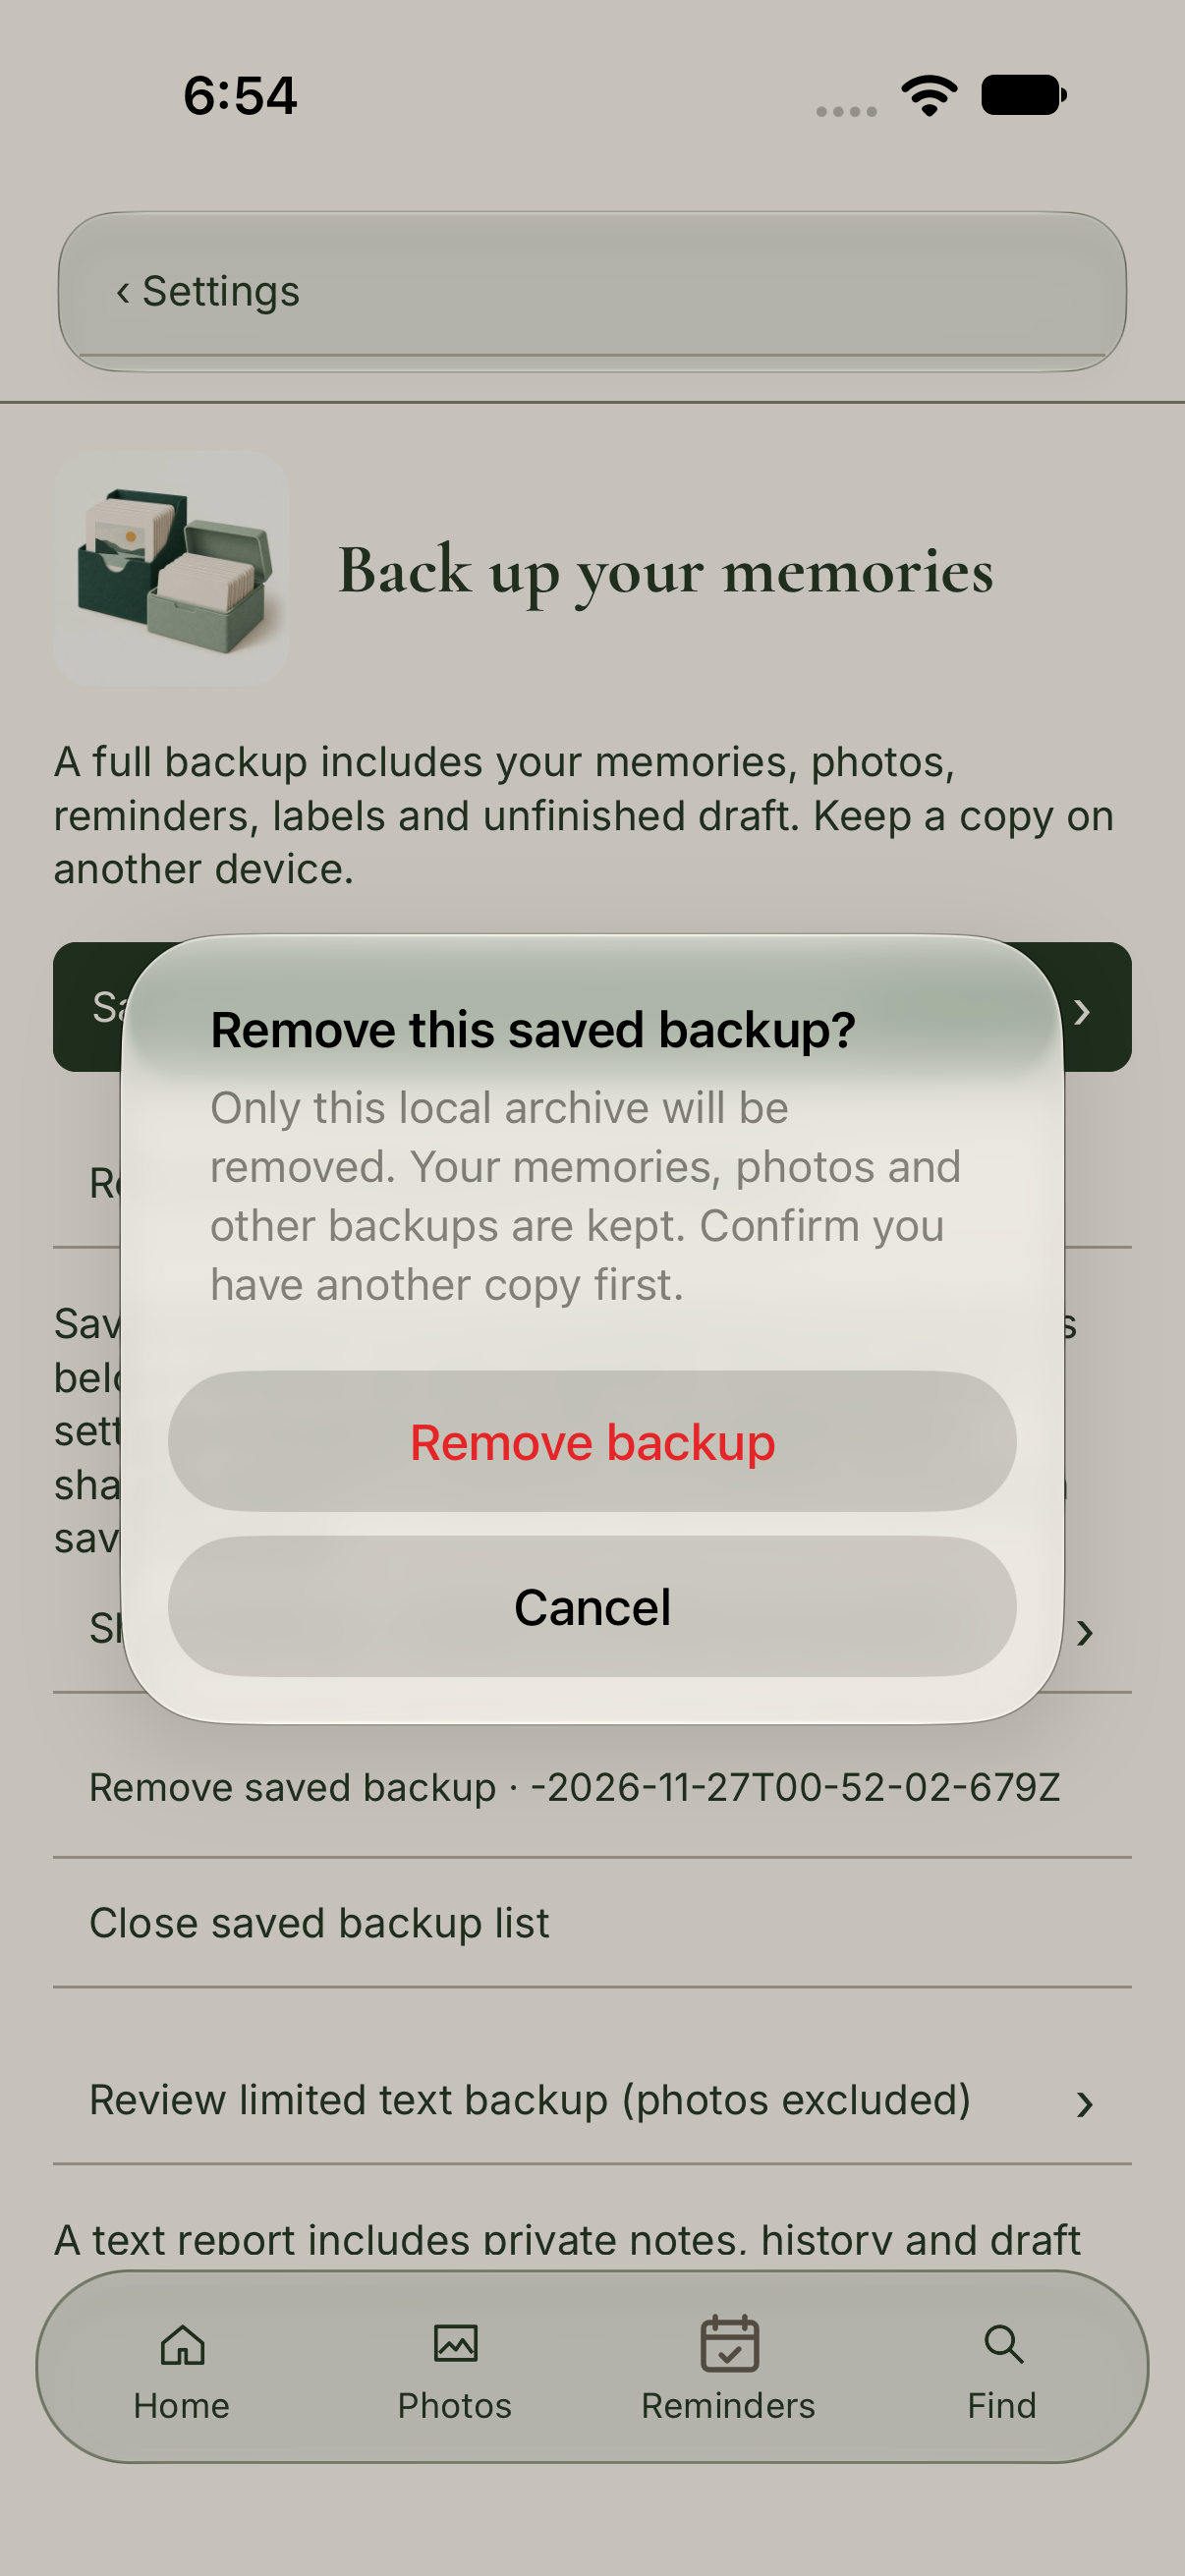 6:54
‹ Settings
Back up your memories
A full backup includes your memories, photos,
reminders, labels and unfinished draft. Keep a copy on
another device.
Remove this saved backup?
Only this local archive will be
removed. Your memories, photos and
other backups are kept. Confirm you
have another copy first.
Remove backup
Cancel
Remove saved backup · -2026-11-27T00-52-02-679Z
Close saved backup list
Review limited text backup (photos excluded)
A text report includes private notes, history and draft
Home
Photos
Reminders
Find